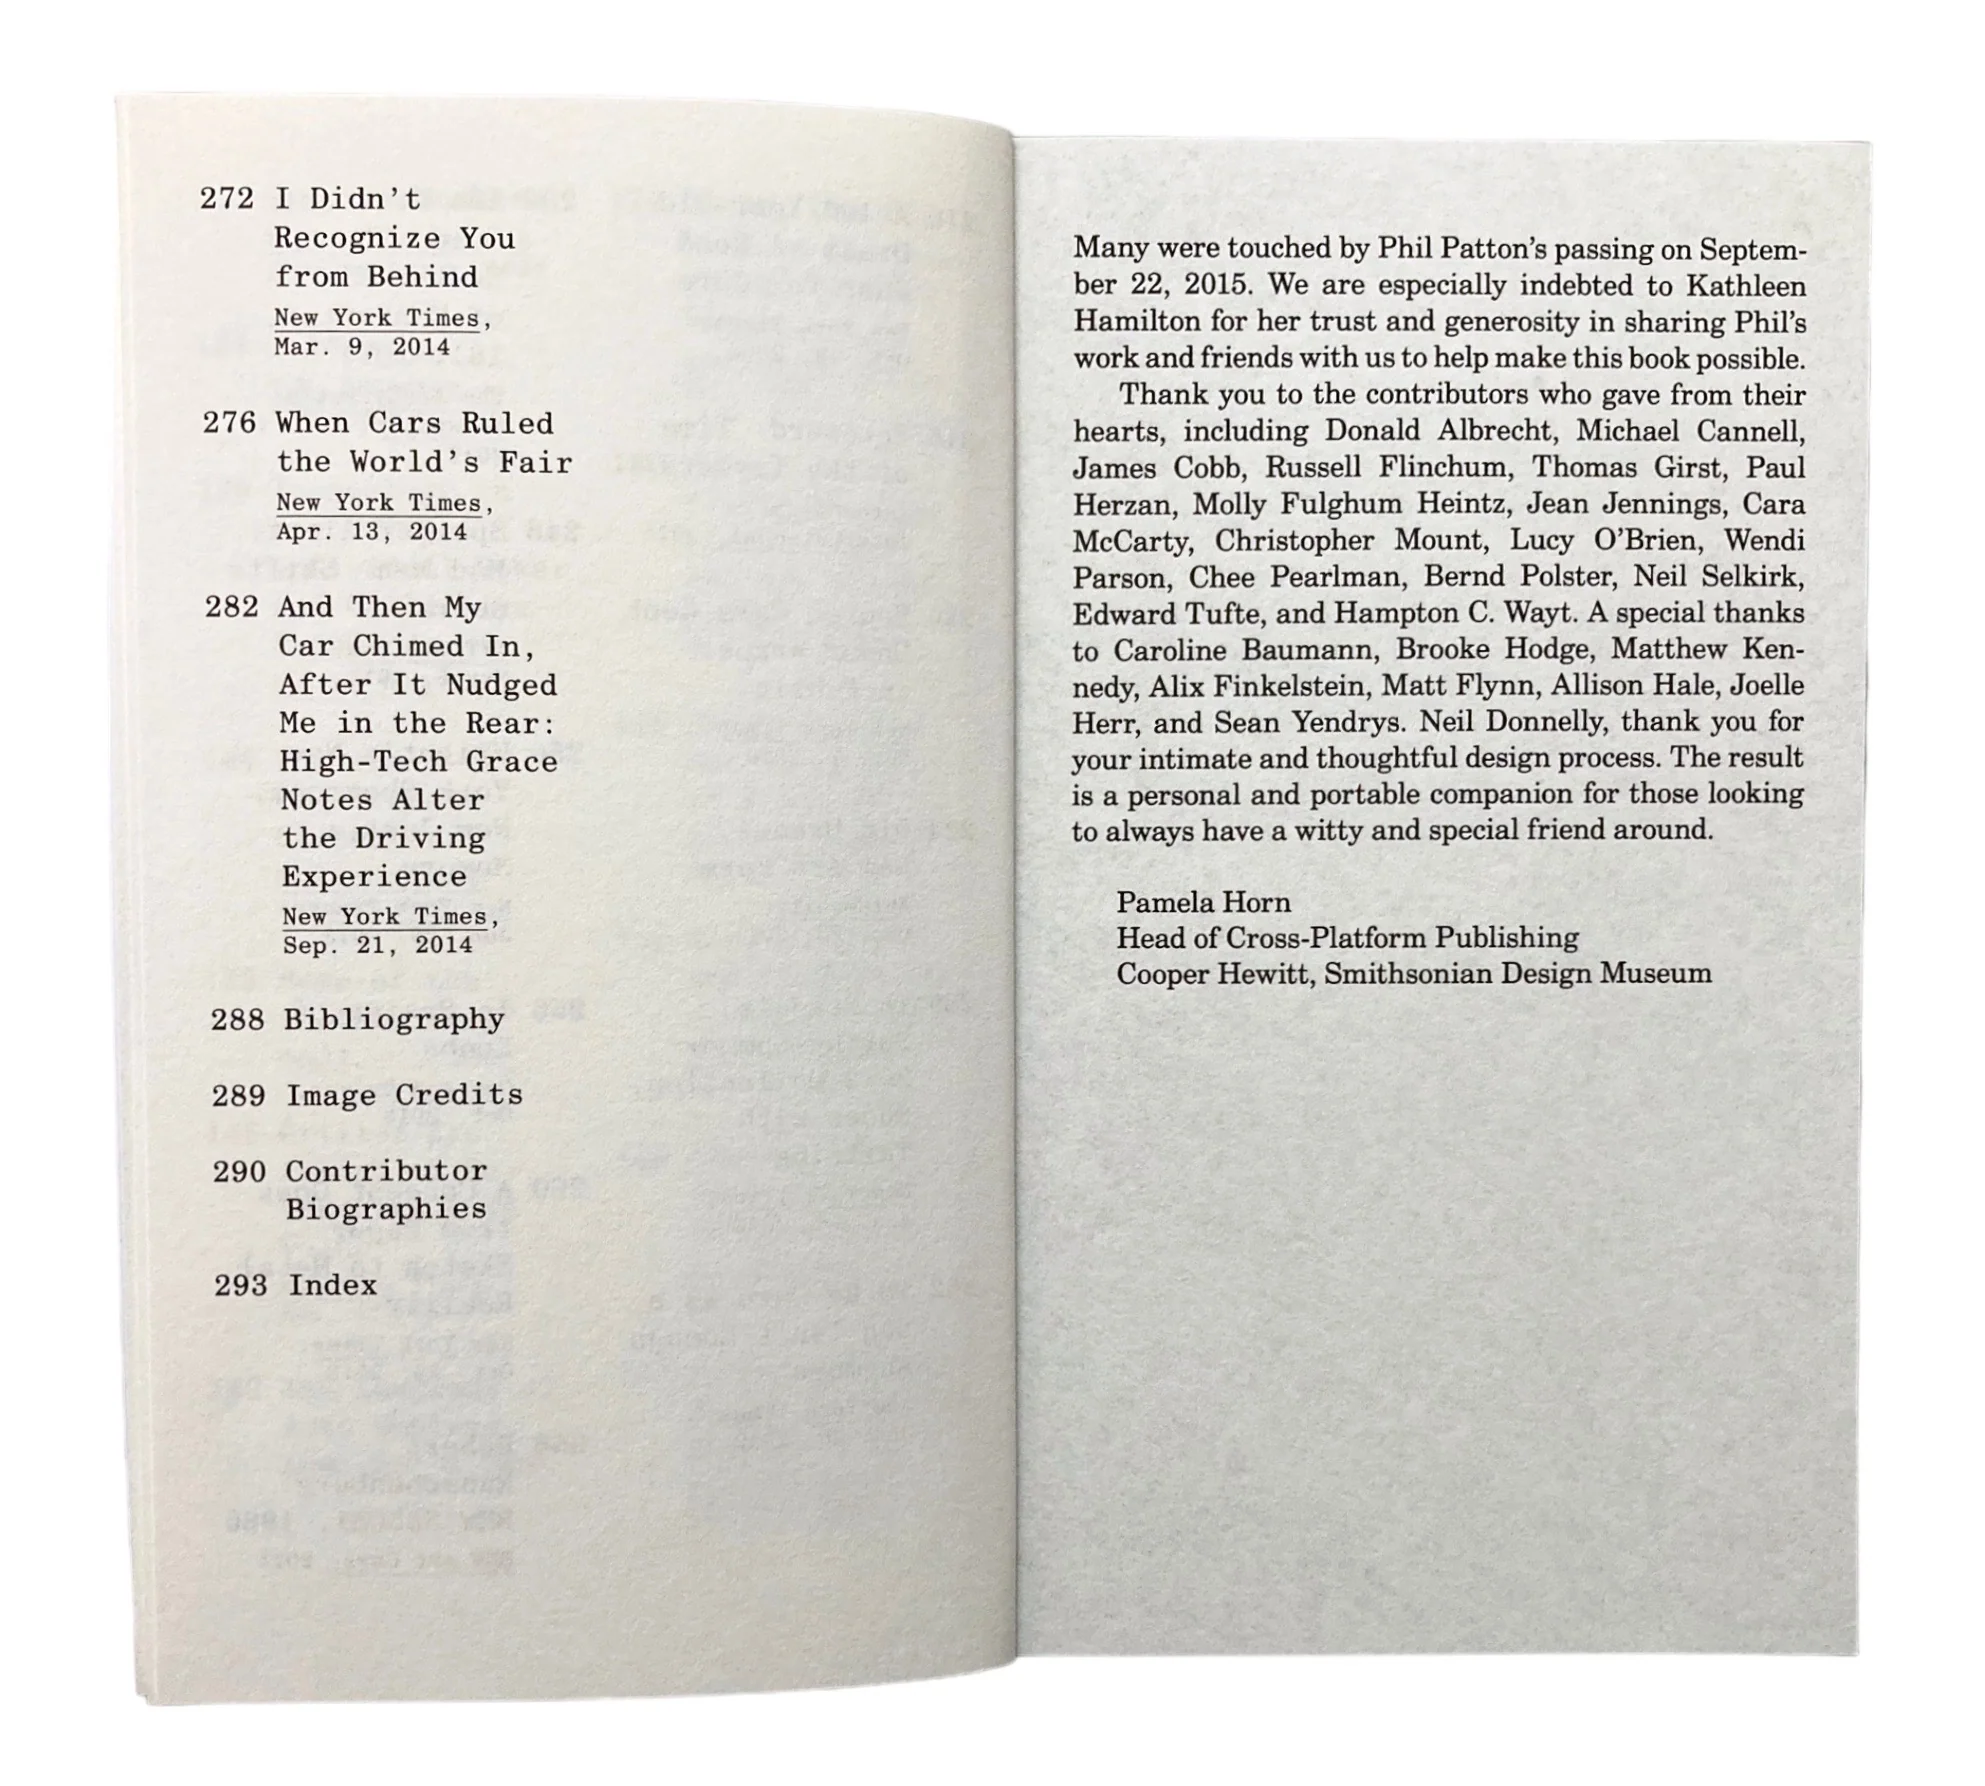 272 I Didn't
Recognize You
from Behind
New York Times,
Mar. 9, 2014
276 When Cars Ruled
the World's Fair
New York Times,
Apr. 13, 2014
282 And Then My
Car Chimed In,
After It Nudged
Me in the Rear:
High-Tech Grace
Notes Alter
the Driving
Experience
New York Times,
Sep. 21, 2014
288 Bibliography
289 Image Credits
290 Contributor
Biographies
293 Index
Many were touched by Phil Patton’s passing on Septem-
ber 22, 2015. We are especially indebted to Kathleen
Hamilton for her trust and generosity in sharing Phil’s
work and friends with us to help make this book possible.
Thank you to the contributors who gave from their
hearts, including Donald Albrecht, Michael Cannell,
James Cobb, Russell Flinchum, Thomas Girst, Paul
Herzan, Molly Fulghum Heintz, Jean Jennings, Cara
McCarty, Christopher Mount, Lucy O’Brien, Wendi
Parson, Chee Pearlman, Bernd Polster, Neil Selkirk,
Edward Tufte, and Hampton C. Wayt. A special thanks
to Caroline Baumann, Brooke Hodge, Matthew Ken-
nedy, Alix Finkelstein, Matt Flynn, Allison Hale, Joelle
Herr, and Sean Yendrys. Neil Donnelly, thank you for
your intimate and thoughtful design process. The result
is a personal and portable companion for those looking
to always have a witty and special friend around.
Pamela Horn
Head of Cross-Platform Publishing
Cooper Hewitt, Smithsonian Design Museum